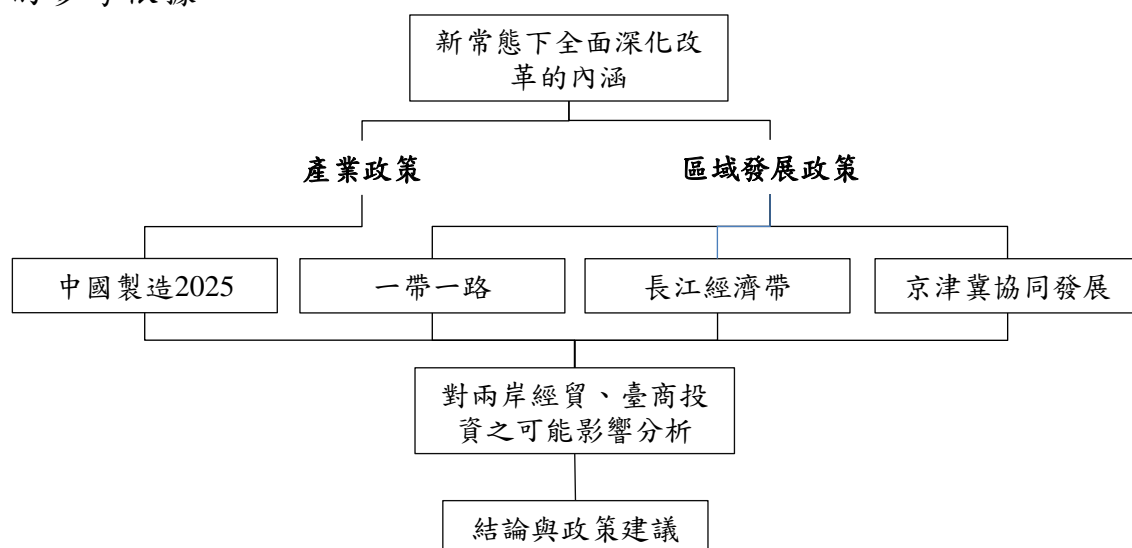 的參考依據
新常態下全面深化改
革的內涵
產業政策
區域發展政策
中國製造2025
一帶一路
長江經濟帶
京津冀協同發展
對兩岸經貿、臺商投
資之可能影響分析
結論與政策建議